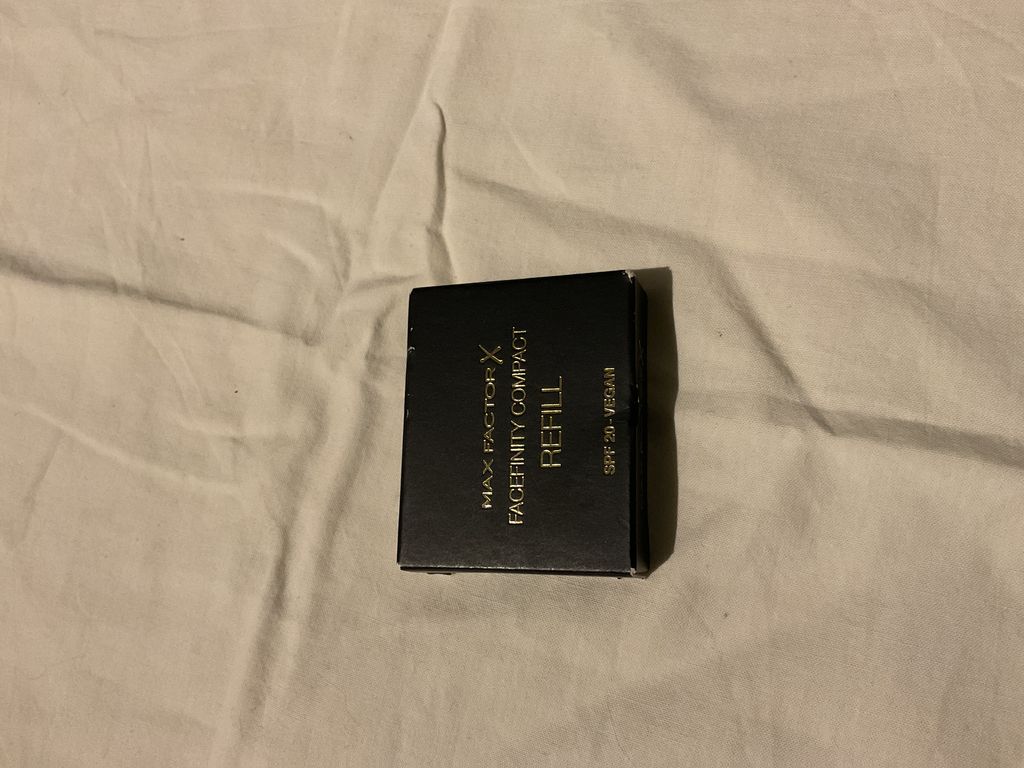 MAX FACTOR X
FACEFINITY COMPACT
REFILL
SPF 20 - VEGAN